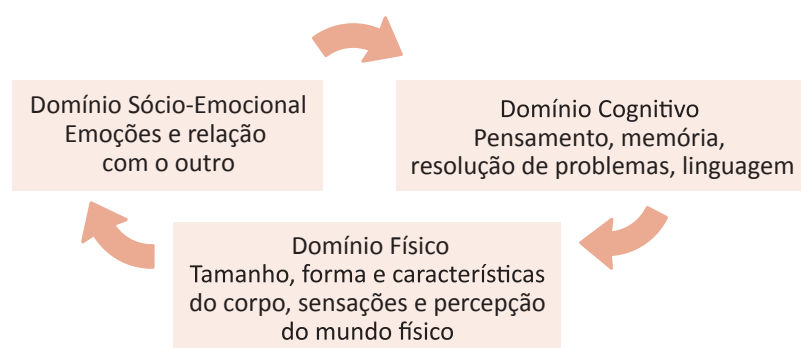 Domínio Sócio-Emocional
Emoções e relação
com o outro
Domínio Cognitivo
Pensamento, memória,
resolução de problemas, linguagem
Domínio Físico
Tamanho, forma e características
do corpo, sensações e percepção
do mundo físico